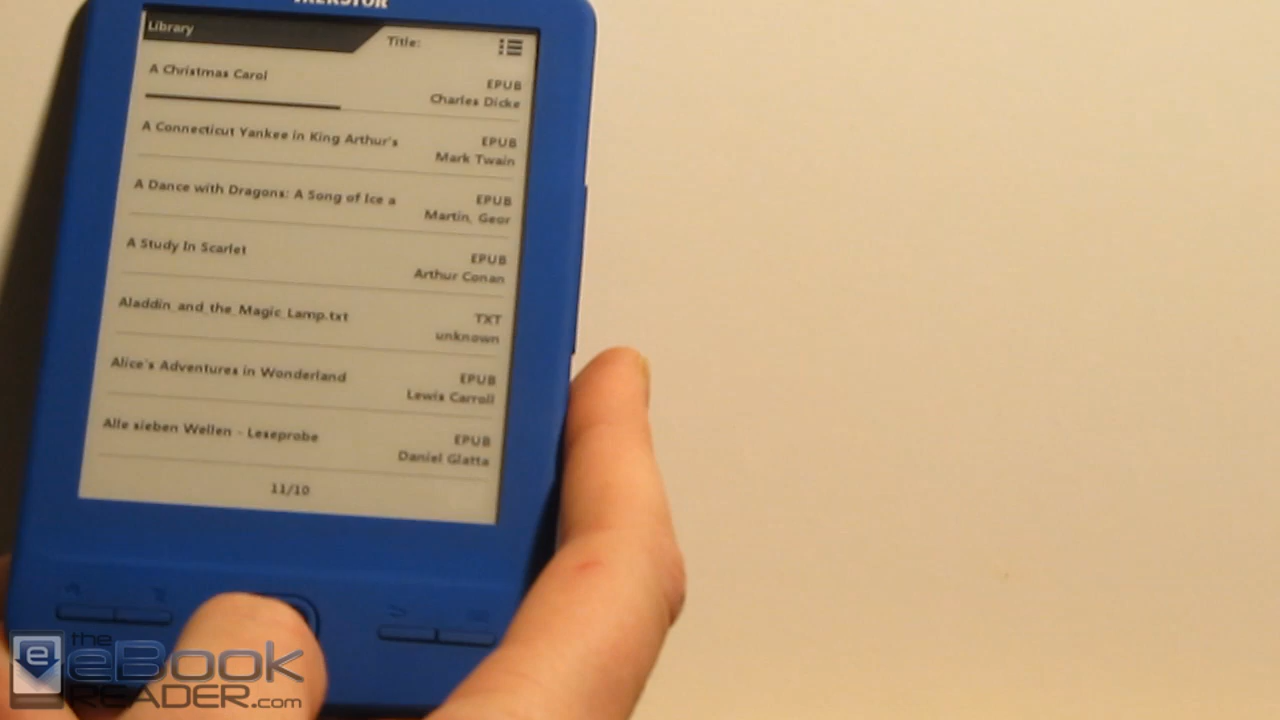 TREKSTOR
Library
Title:
A Christmas Carol
EPUB
Charles Dicke
A Connecticut Yankee in King Arthur's
EPUB
Mark Twain
A Dance with Dragons: A Song of Ice a
EPUB
Martin, Geor
A Study In Scarlet
EPUB
Arthur Conan
Aladdin_and_the_Magic_Lamp.txt
TXT
unknown
Alice's Adventures in Wonderland
EPUB
Lewis Carroll
Alle sieben Wellen - Leseprobe
EPUB
Daniel Glatta
11/10
e the
eBook
READER.com